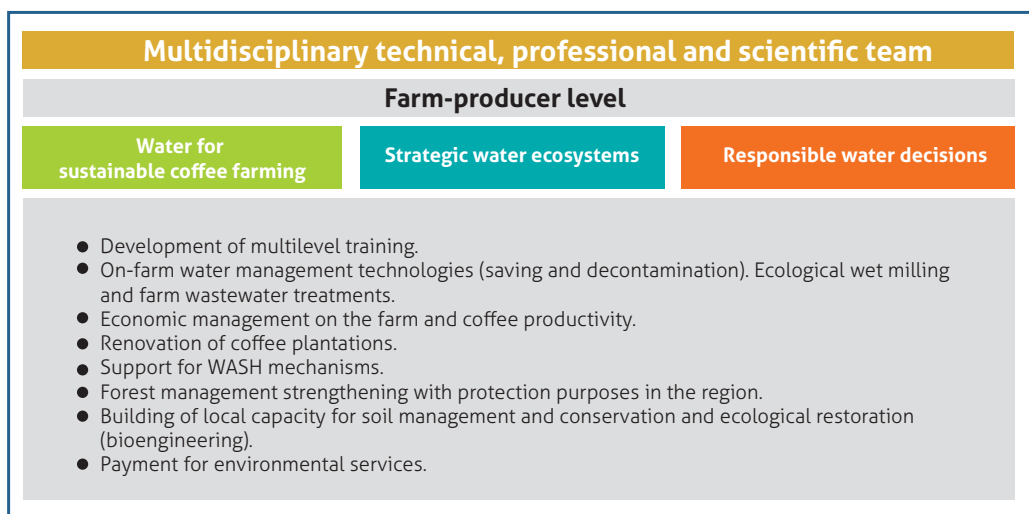 Multidisciplinary technical, professional and scientific team
Farm-producer level
Water for
sustainable coffee farming
Strategic water ecosystems
Responsible water decisions
● Development of multilevel training.
● On-farm water management technologies (saving and decontamination). Ecological wet milling
and farm wastewater treatments.
● Economic management on the farm and coffee productivity.
● Renovation of coffee plantations.
● Support for WASH mechanisms.
● Forest management strengthening with protection purposes in the region.
● Building of local capacity for soil management and conservation and ecological restoration
(bioengineering).
● Payment for environmental services.